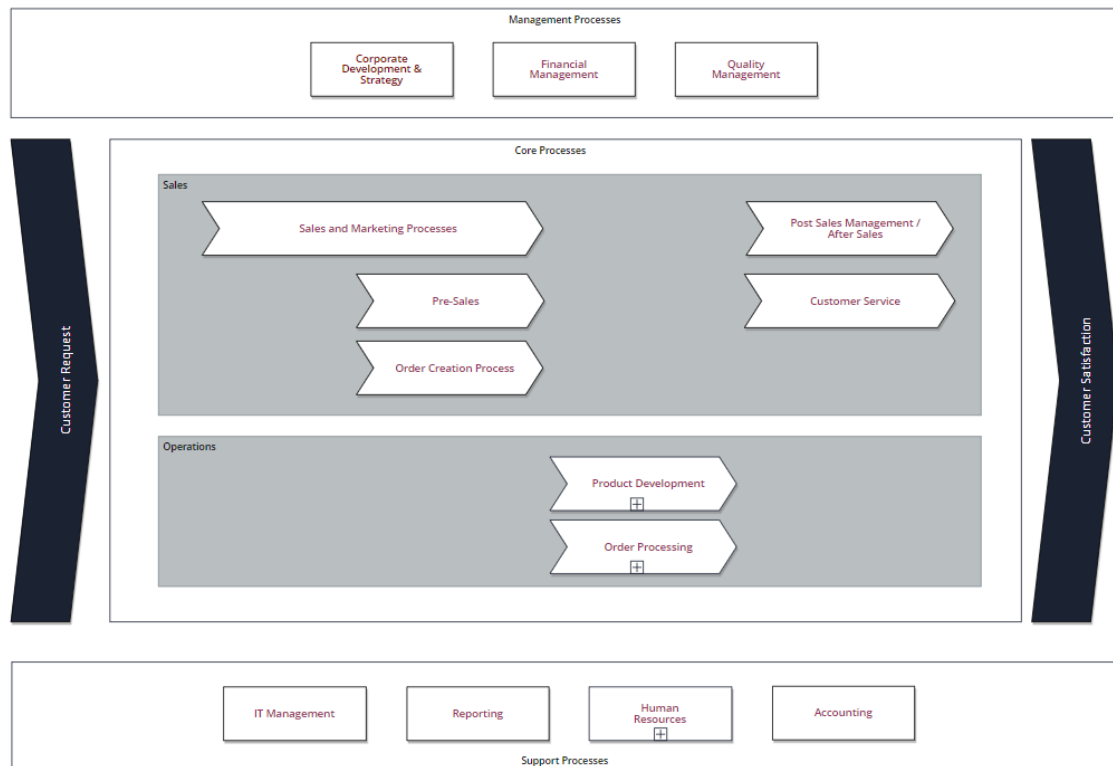 Management Processes
Corporate
Development &
Strategy
Financial
Management
Quality
Management
Customer Request
Core Processes
Sales
Sales and Marketing Processes
Post Sales Management /
After Sales
Pre-Sales
Customer Service
Order Creation Process
Operations
Product Development
Order Processing
Customer Satisfaction
IT Management
Reporting
Human
Resources
Accounting
Support Processes